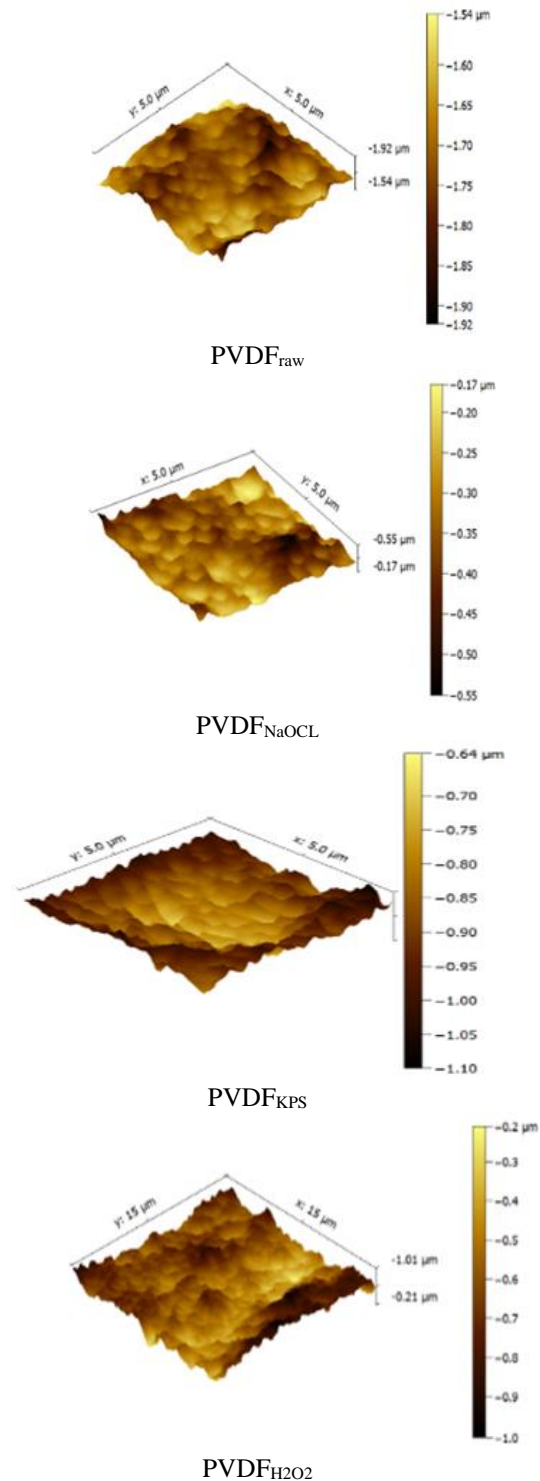 −1.54 μm
−1.60
−1.65
−1.70
−1.75
−1.80
−1.85
−1.90
−1.92
y: 5.0 μm
x: 5.0 μm
-1.92 μm
-1.54 μm
PVDFraw
−0.17 μm
−0.20
−0.25
−0.30
−0.35
−0.40
−0.45
−0.50
−0.55
x: 5.0 μm
y: 5.0 μm
-0.55 μm
-0.17 μm
PVDFNaOCL
−0.64 μm
−0.70
−0.75
−0.80
−0.85
−0.90
−0.95
−1.00
−1.05
−1.10
y: 5.0 μm
x: 5.0 μm
PVDFKPS
−0.2 μm
−0.3
−0.4
−0.5
−0.6
−0.7
−0.8
−0.9
−1.0
y: 15 μm
x: 15 μm
-1.01 μm
-0.21 μm
PVDFH2O2